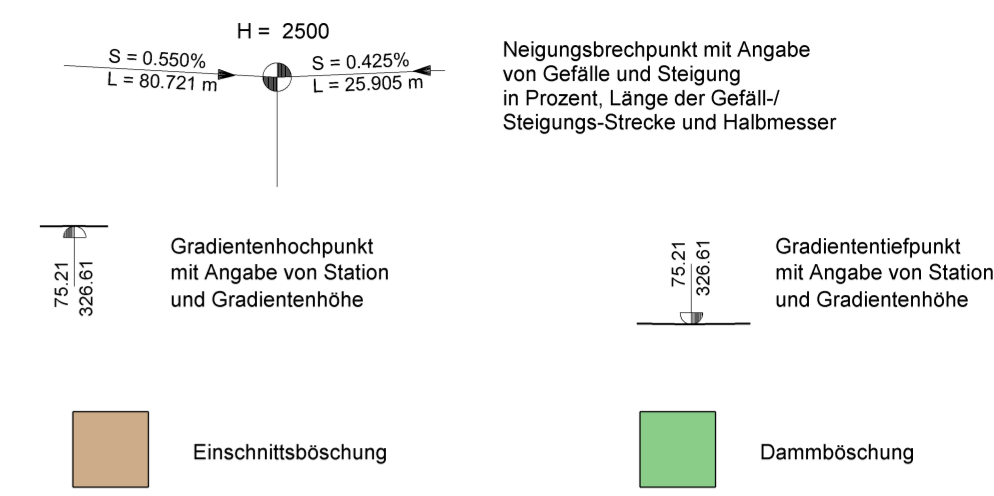 H = 2500
S = 0.550%
L = 80.721 m
S = 0.425%
L = 25.905 m
Neigungsbrechpunkt mit Angabe
von Gefälle und Steigung
in Prozent, Länge der Gefäll-/
Steigungs-Strecke und Halbmesser
75.21
326.61
Gradientenhochpunkt
mit Angabe von Station
und Gradientenhöhe
75.21
326.61
Gradiententiefpunkt
mit Angabe von Station
und Gradientenhöhe
Einschnittsböschung
Dammböschung